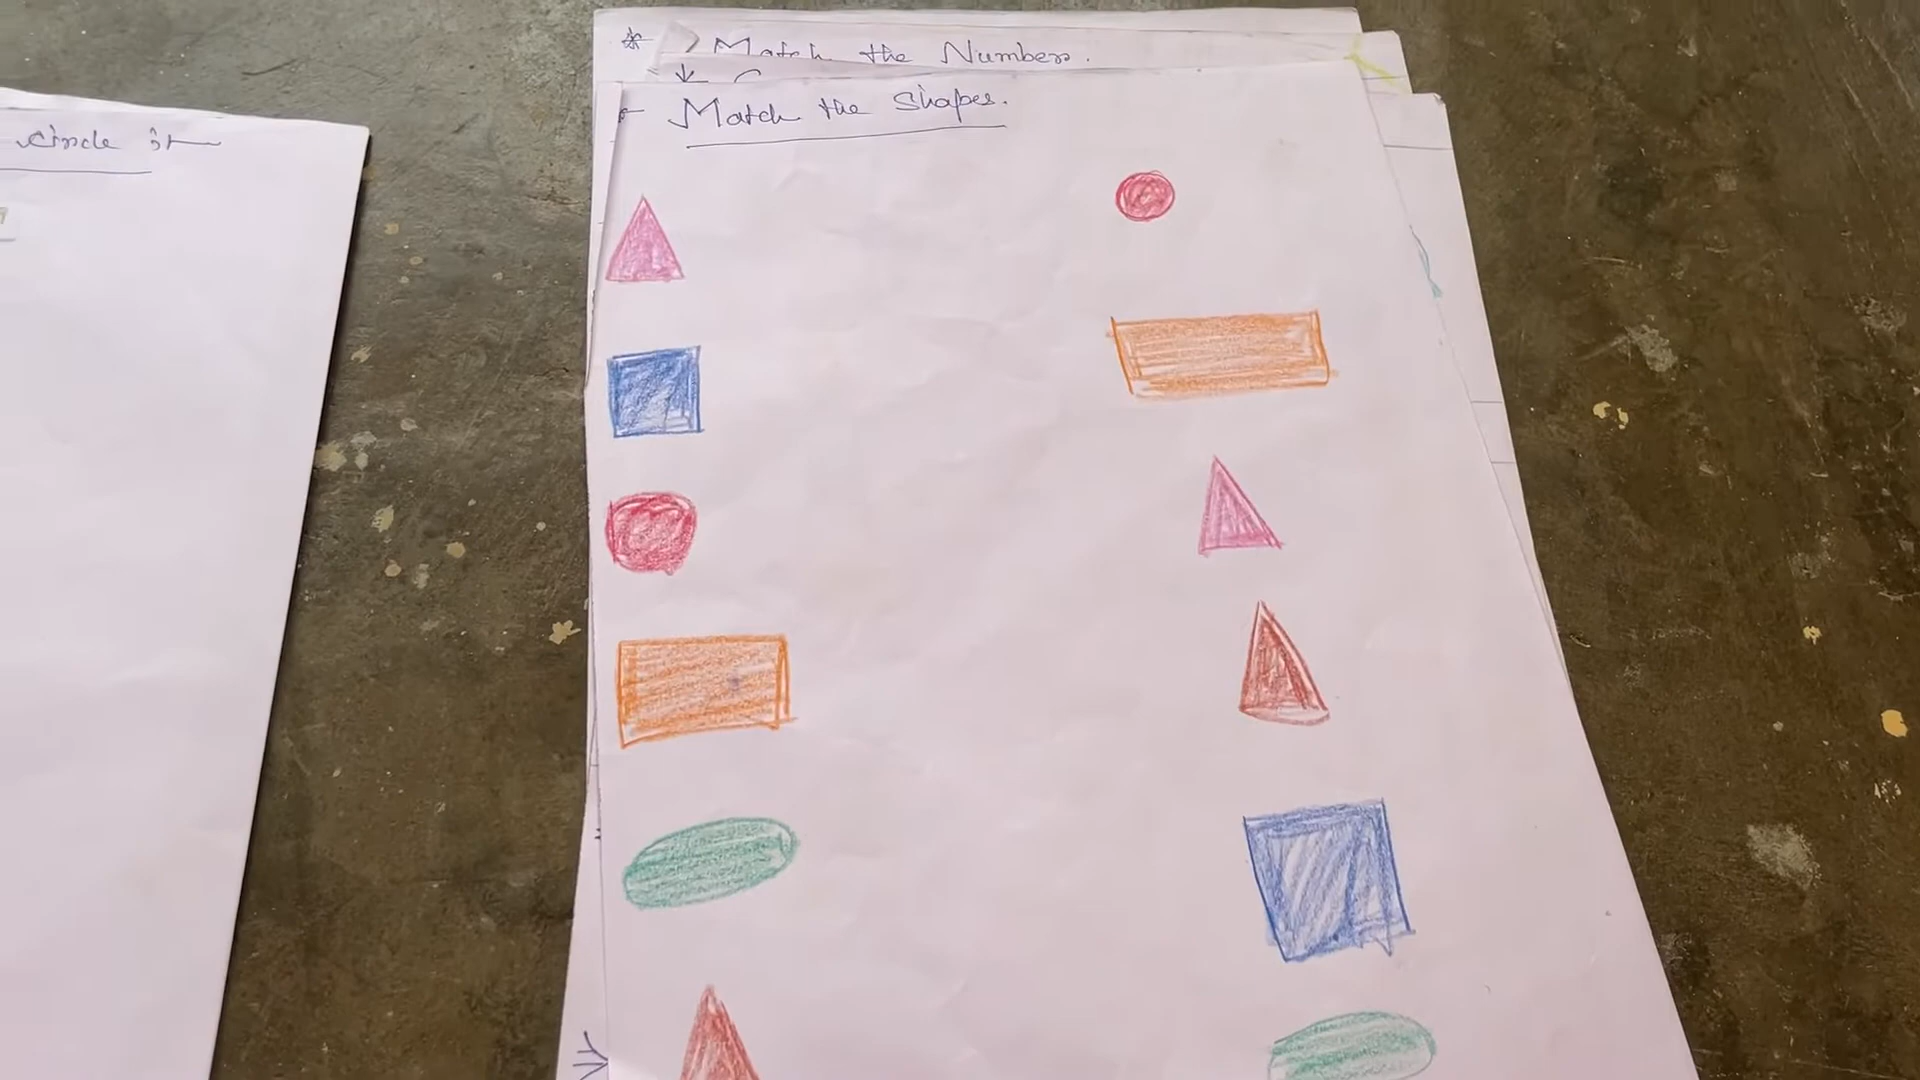 circle it
Match the Numbers.
Match the Shapes.